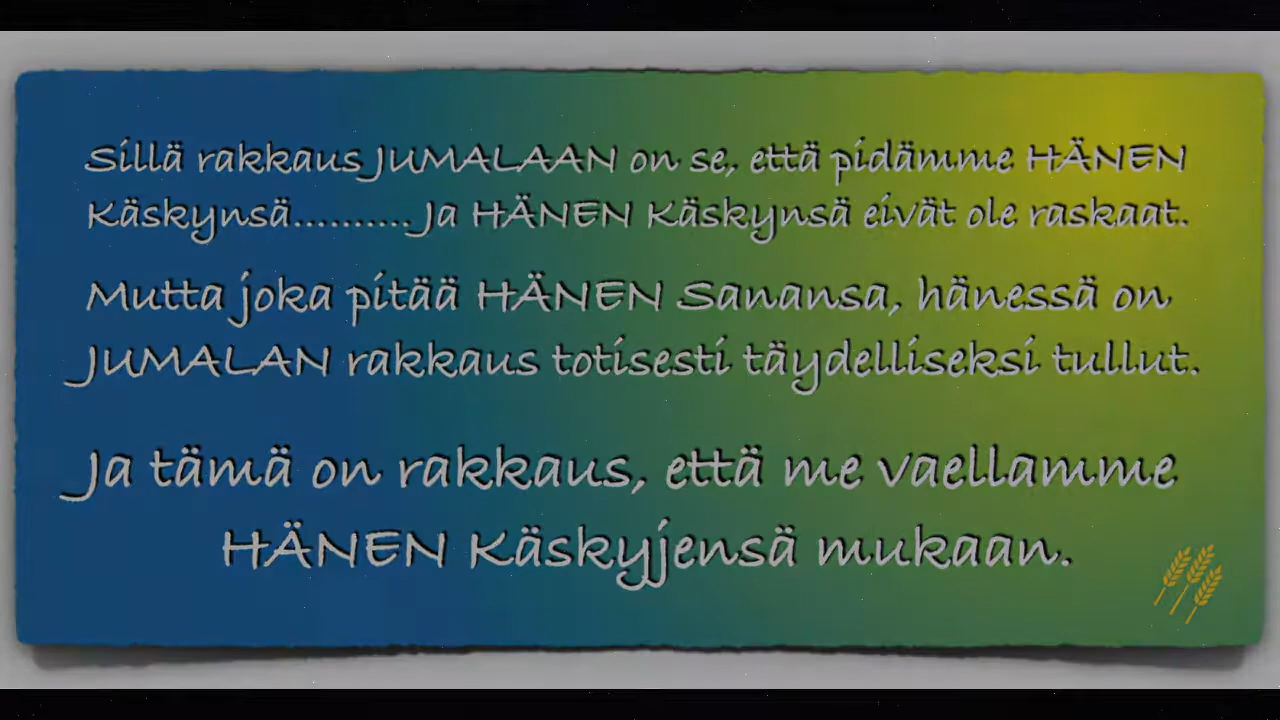 Sillä rakkaus JUMALAAN on se, että pidämme HÄNEN
Käskynsä.......... Ja HÄNEN Käskynsä eivät ole raskaat.
Mutta joka pitää HÄNEN Sanansa, hänessä on
JUMALAN rakkaus totisesti täydelliseksi tullut.
Ja tämä on rakkaus, että me vaellamme
HÄNEN Käskyjensä mukaan.